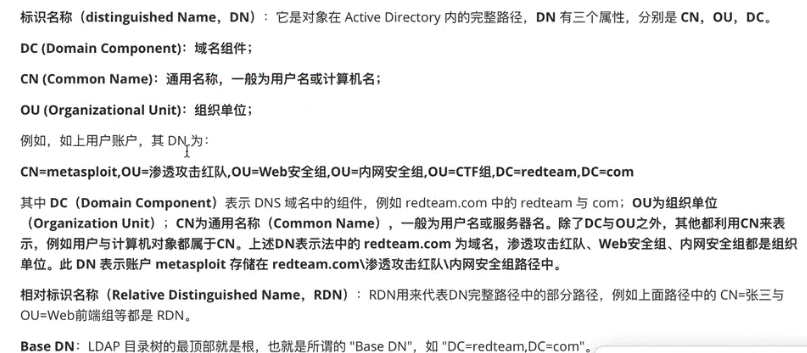 标识名称（distinguished Name，DN）：它是对象在 Active Directory 内的完整路径，DN 有三个属性，分别是 CN，OU，DC。
DC (Domain Component)：域名组件；
CN (Common Name)：通用名称，一般为用户名或计算机名；
OU (Organizational Unit)：组织单位；
例如，如上用户账户，其 DN 为：
CN=metasploit,OU=渗透攻击红队,OU=Web安全组,OU=内网安全组,OU=CTF组,DC=redteam,DC=com
其中 DC（Domain Component）表示 DNS 域名中的组件，例如 redteam.com 中的 redteam 与 com；OU为组织单位
（Organization Unit）；CN为通用名称（Common Name），一般为用户名或服务器名。除了DC与OU之外，其他都利用CN来表
示，例如用户与计算机对象都属于CN。上述DN表示法中的 redteam.com 为域名，渗透攻击红队、Web安全组、内网安全组都是组织
单位。此 DN 表示账户 metasploit 存储在 redteam.com\渗透攻击红队\内网安全组路径中。
相对标识名称（Relative Distinguished Name，RDN）：RDN用来代表DN完整路径中的部分路径，例如上面路径中的 CN=张三与
OU=Web前端组等都是 RDN。
Base DN：LDAP 目录树的最顶部就是根，也就是所谓的 "Base DN"，如 "DC=redteam,DC=com"。